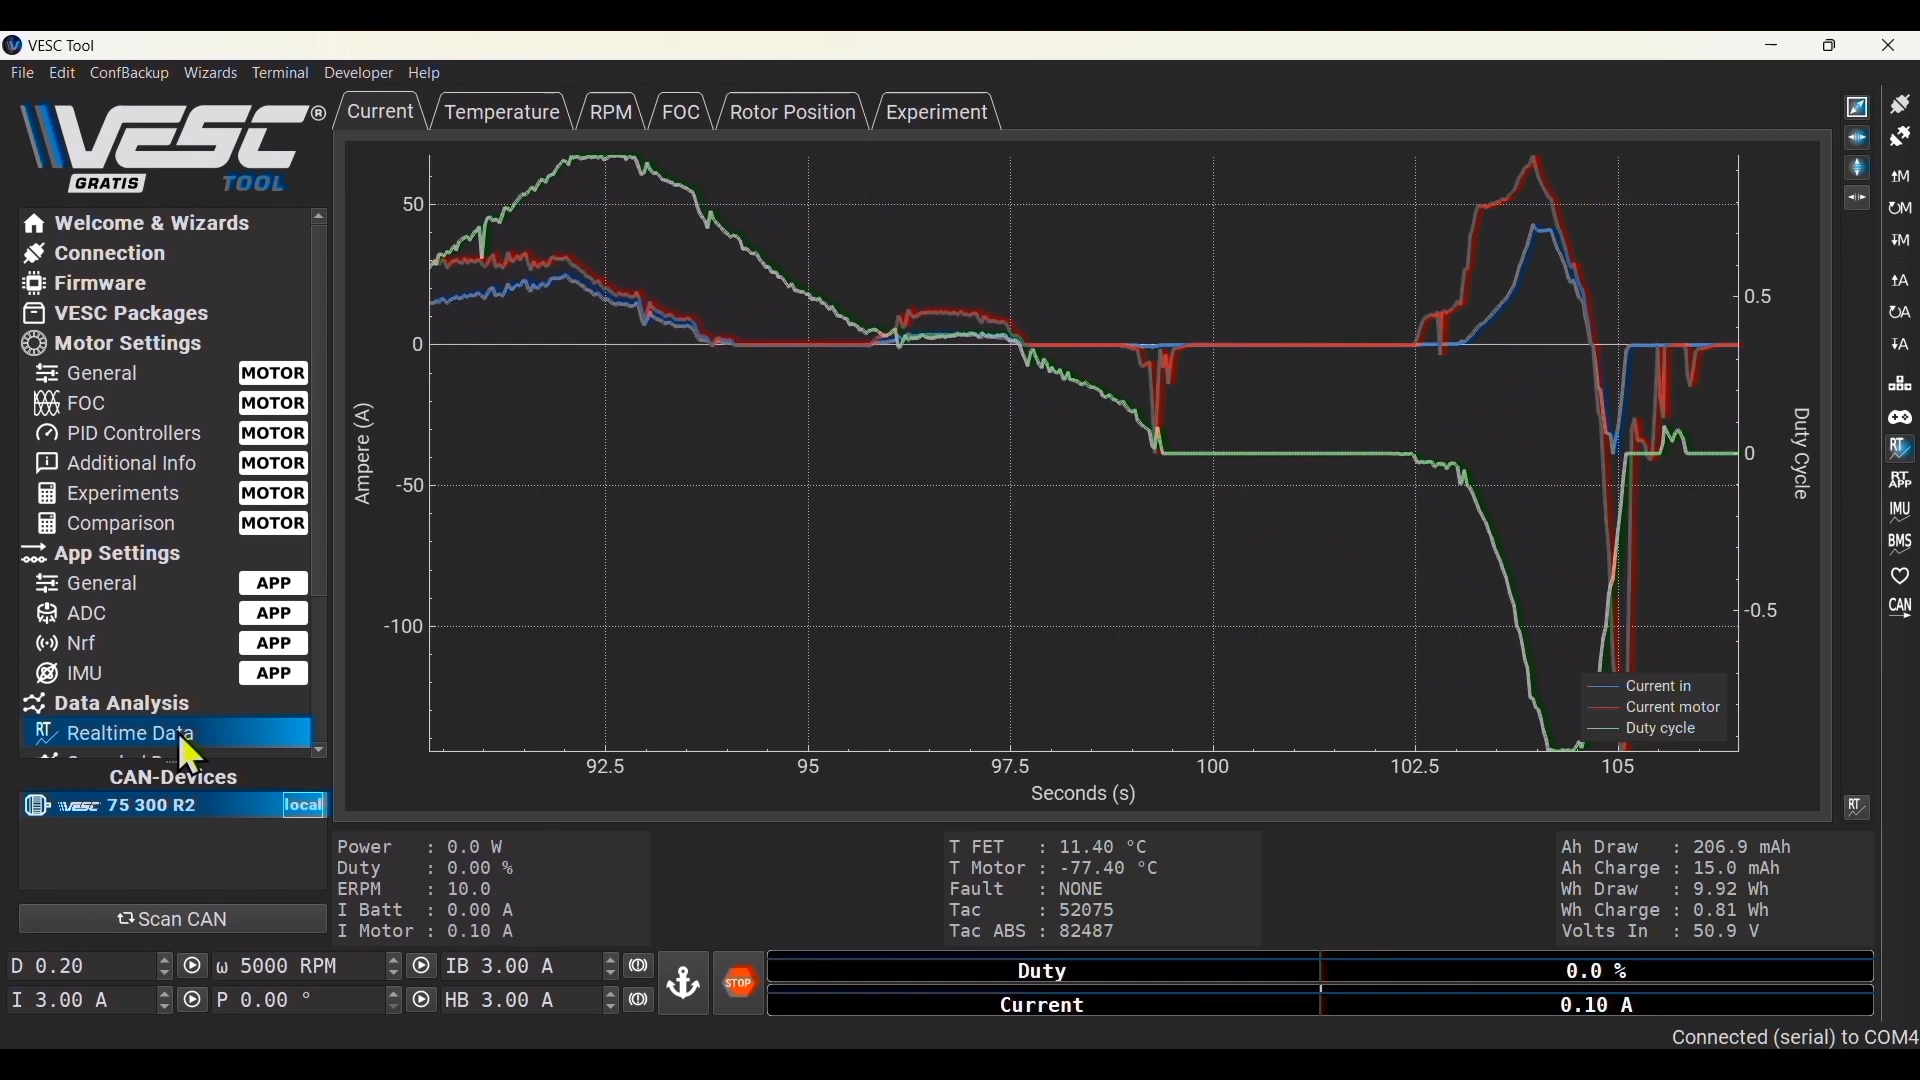 VESC Tool
File Edit ConfBackup Wizards Terminal Developer Help
VESC®
GRATIS TOOL
Current Temperature RPM FOC Rotor Position Experiment
Welcome & Wizards
Connection
Firmware
VESC Packages
Motor Settings
General MOTOR
FOC MOTOR
PID Controllers MOTOR
Additional Info MOTOR
Experiments MOTOR
Comparison MOTOR
App Settings
General APP
ADC APP
Nrf APP
IMU APP
Data Analysis
RT Realtime Data
CAN-Devices
VESC 75 300 R2 local
Scan CAN
50
0
-50
-100
Ampere (A)
92.5 95 97.5 100 102.5 105
Seconds (s)
0.5
0
-0.5
Duty Cycle
Current in
Current motor
Duty cycle
M
M
M
A
A
A
RT
RT
APP
IMU
BMS
CAN
RT
Power : 0.0 W
Duty : 0.00 %
ERPM : 10.0
I Batt : 0.00 A
I Motor : 0.10 A
T FET : 11.40 °C
T Motor : -77.40 °C
Fault : NONE
Tac : 52075
Tac ABS : 82487
Ah Draw : 206.9 mAh
Ah Charge : 15.0 mAh
Wh Draw : 9.92 Wh
Wh Charge : 0.81 Wh
Volts In : 50.9 V
D 0.20 ω 5000 RPM IB 3.00 A
I 3.00 A P 0.00 ° HB 3.00 A
STOP
Duty 0.0 %
Current 0.10 A
Connected (serial) to COM4